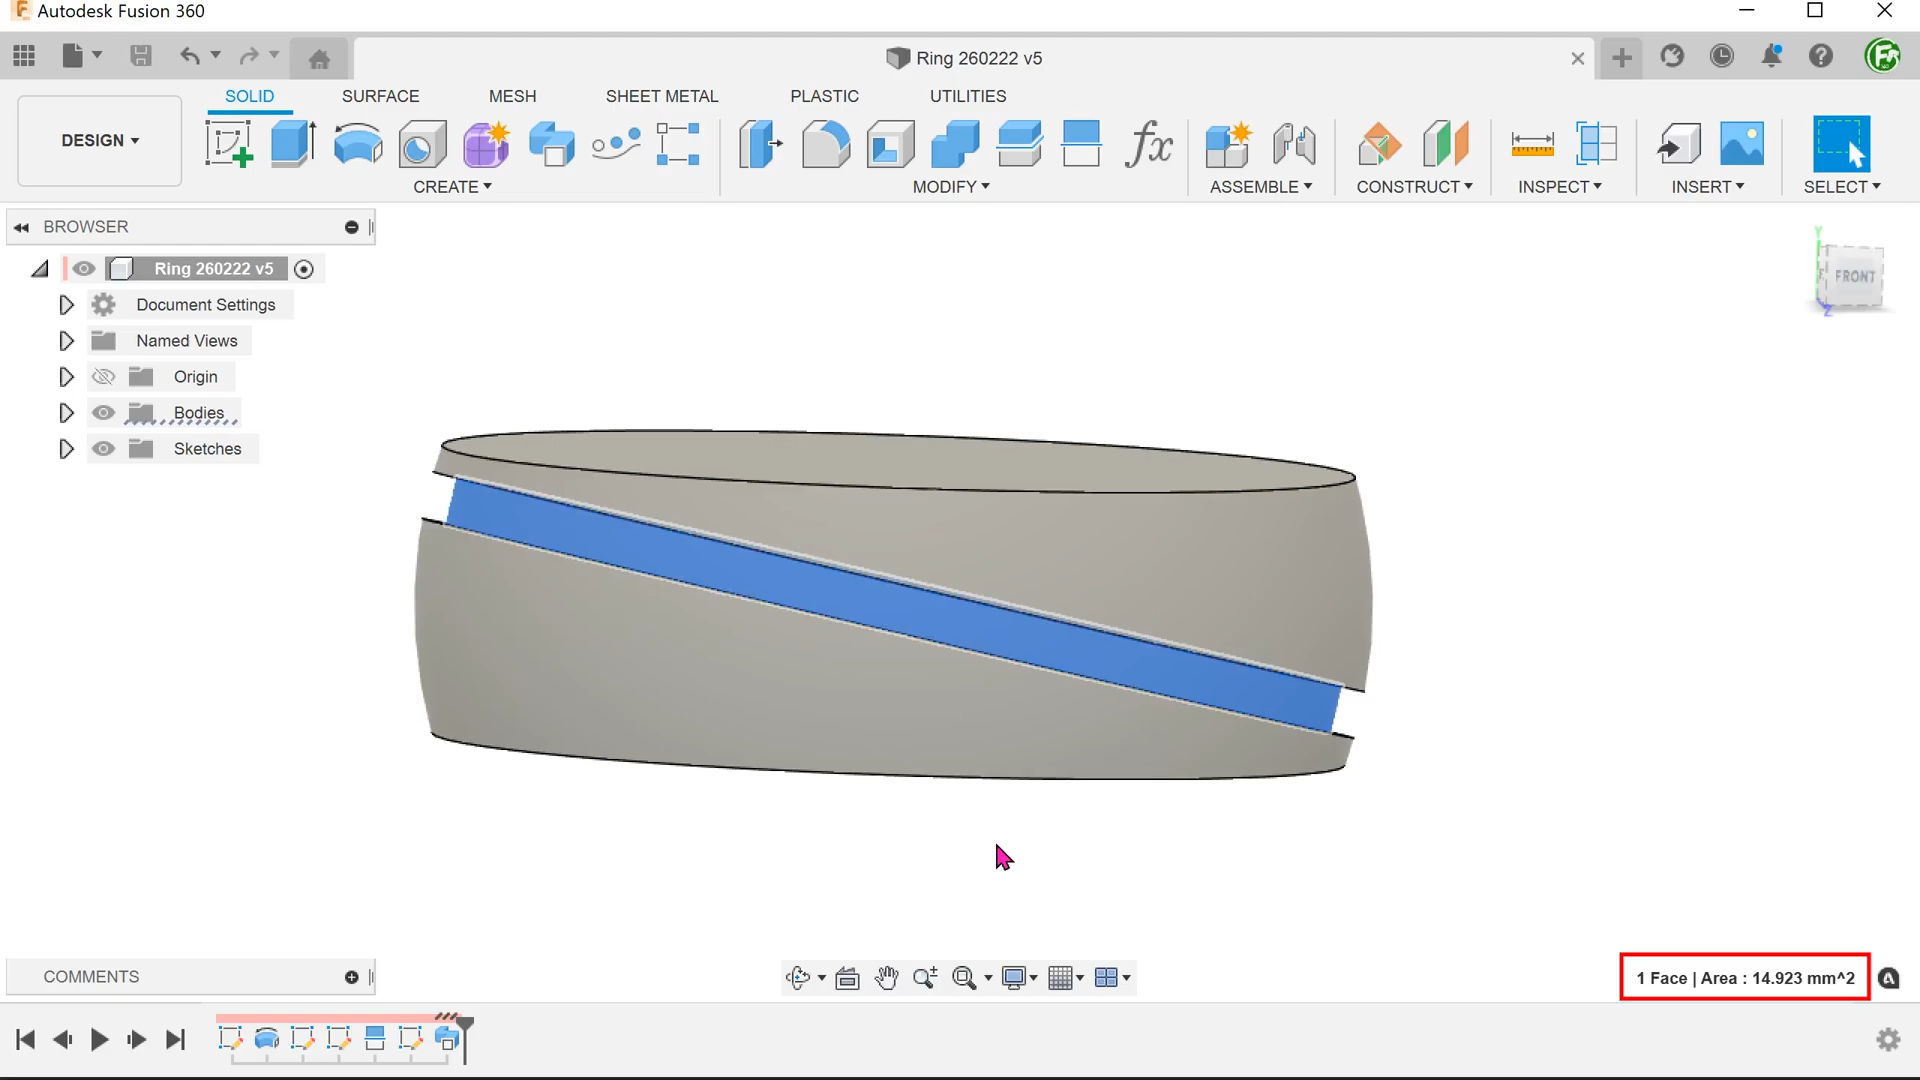 Autodesk Fusion 360
Ring 260222 v5
SOLID SURFACE MESH SHEET METAL PLASTIC UTILITIES
DESIGN
CREATE MODIFY ASSEMBLE CONSTRUCT INSPECT INSERT SELECT
BROWSER
Ring 260222 v5
Document Settings
Named Views
Origin
Bodies
Sketches
Y
FRONT
Z
COMMENTS
1 Face | Area : 14.923 mm^2